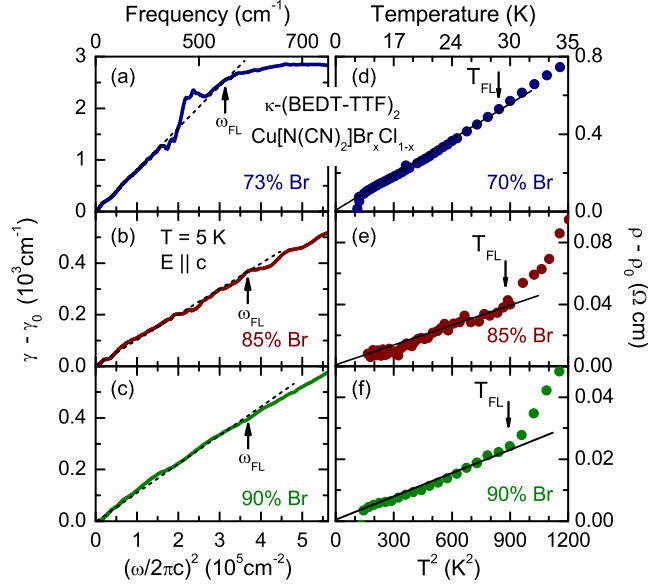 Frequency (cm⁻¹)
Temperature (K)
0 400 700
0 17 24 30 35
(a)
3
2
1
0
ω_FL
73% Br
κ-(BEDT-TTF)₂
Cu[N(CN)₂]BrₓCl₁₋ₓ
(d)
T_FL
70% Br
0.8
0.4
0.0
(b)
T = 5 K
E || c
0.4
0.2
0.0
ω_FL
85% Br
(e)
T_FL
85% Br
0.08
0.04
0.00
(c)
0.4
0.2
0.0
ω_FL
90% Br
(f)
T_FL
90% Br
0.04
0.02
0.00
γ - γ₀ (10³cm⁻¹)
ρ - ρ₀ (Ω cm)
0 1 2 3 4 5
0 300 600 900 1200
(ω/2πc)² (10⁵cm⁻²)
T² (K²)